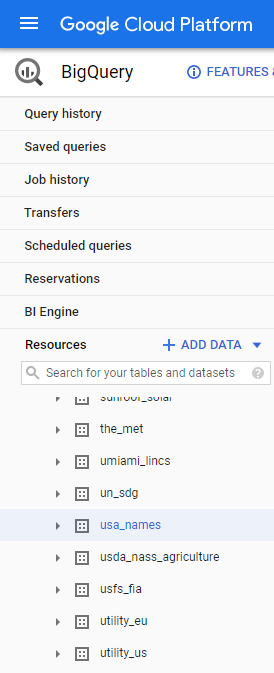 Google Cloud Platform
BigQuery
FEATURES &
Query history
Saved queries
Job history
Transfers
Scheduled queries
Reservations
BI Engine
Resources
ADD DATA
Search for your tables and datasets
sunroof_solar
the_met
umiami_lincs
un_sdg
usa_names
usda_nass_agriculture
usfs_fia
utility_eu
utility_us